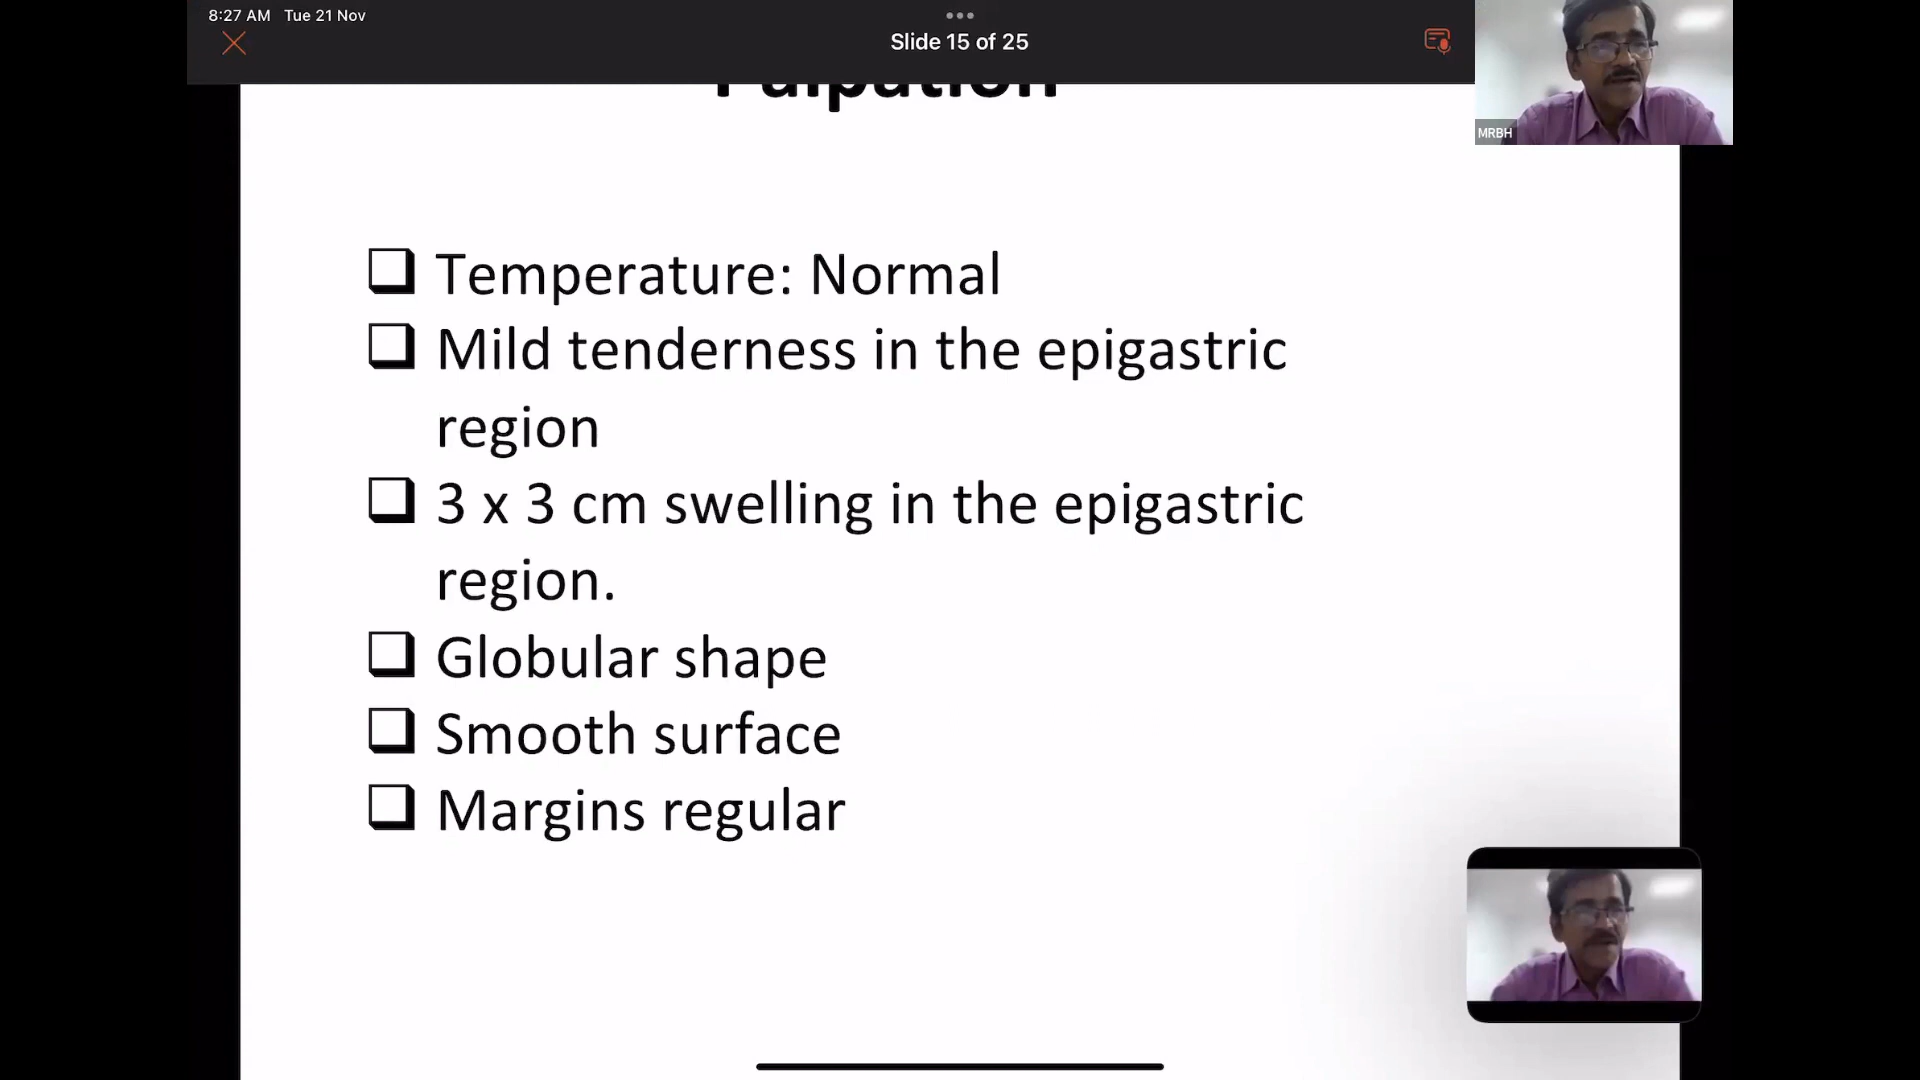 8:27 AM Tue 21 Nov
Slide 15 of 25
MRBH
Palpation
Temperature: Normal
Mild tenderness in the epigastric
region
3 x 3 cm swelling in the epigastric
region.
Globular shape
Smooth surface
Margins regular